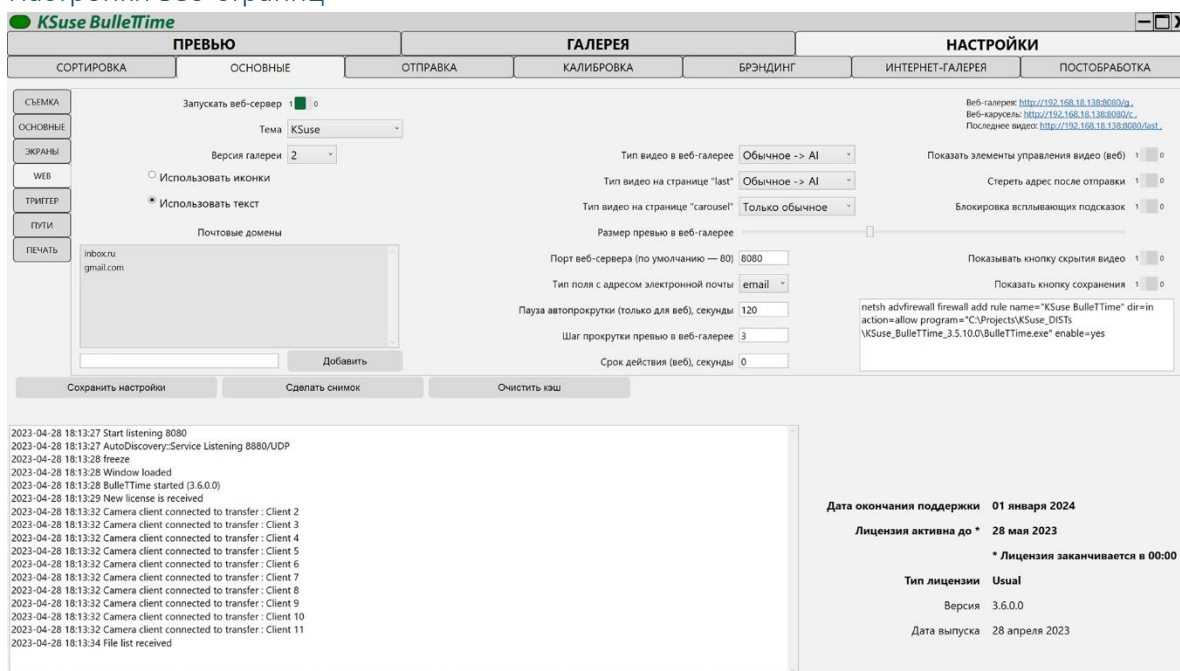 Настройки веб-страниц
KSuse BulleTTime
ПРЕВЬЮ
ГАЛЕРЕЯ
НАСТРОЙКИ
СОРТИРОВКА
ОСНОВНЫЕ
ОТПРАВКА
КАЛИБРОВКА
БРЭНДИНГ
ИНТЕРНЕТ-ГАЛЕРЕЯ
ПОСТОБРАБОТКА
СЪЕМКА
ОСНОВНЫЕ
ЭКРАНЫ
WEB
ТРИГГЕР
ПУТИ
ПЕЧАТЬ
Запускать веб-сервер 1 0
Тема KSuse
Версия галереи 2
Использовать иконки
Использовать текст
Почтовые домены
inbox.ru
gmail.com
Добавить
Тип видео в веб-галерее Обычное -> AI
Тип видео на странице "last" Обычное -> AI
Тип видео на странице "carousel" Только обычное
Размер превью в веб-галерее
Порт веб-сервера (по умолчанию — 80) 8080
Тип поля с адресом электронной почты email
Пауза автопрокрутки (только для веб), секунды 120
Шаг прокрутки превью в веб-галерее 3
Срок действия (веб), секунды 0
Веб-галерея: http://192.168.18.138:8080/g .
Веб-карусель: http://192.168.18.138:8080/c .
Последнее видео: http://192.168.18.138:8080/last .
Показать элементы управления видео (веб) 1 0
Стереть адрес после отправки 1 0
Блокировка всплывающих подсказок 1 0
Показывать кнопку скрытия видео 1 0
Показать кнопку сохранения 1 0
netsh advfirewall firewall add rule name="KSuse BulleTTime" dir=in
action=allow program="C:\Projects\KSuse_DISTs
\KSuse_BulleTTime_3.5.10.0\BulleTTime.exe" enable=yes
Сохранить настройки
Сделать снимок
Очистить кэш
2023-04-28 18:13:27 Start listening 8080
2023-04-28 18:13:27 AutoDiscovery::Service Listening 8880/UDP
2023-04-28 18:13:28 freeze
2023-04-28 18:13:28 Window loaded
2023-04-28 18:13:28 BulleTTime started (3.6.0.0)
2023-04-28 18:13:29 New license is received
2023-04-28 18:13:32 Camera client connected to transfer : Client 2
2023-04-28 18:13:32 Camera client connected to transfer : Client 3
2023-04-28 18:13:32 Camera client connected to transfer : Client 4
2023-04-28 18:13:32 Camera client connected to transfer : Client 5
2023-04-28 18:13:32 Camera client connected to transfer : Client 6
2023-04-28 18:13:32 Camera client connected to transfer : Client 7
2023-04-28 18:13:32 Camera client connected to transfer : Client 8
2023-04-28 18:13:32 Camera client connected to transfer : Client 9
2023-04-28 18:13:32 Camera client connected to transfer : Client 10
2023-04-28 18:13:32 Camera client connected to transfer : Client 11
2023-04-28 18:13:34 File list received
Дата окончания поддержки 01 января 2024
Лицензия активна до * 28 мая 2023
* Лицензия заканчивается в 00:00
Тип лицензии Usual
Версия 3.6.0.0
Дата выпуска 28 апреля 2023